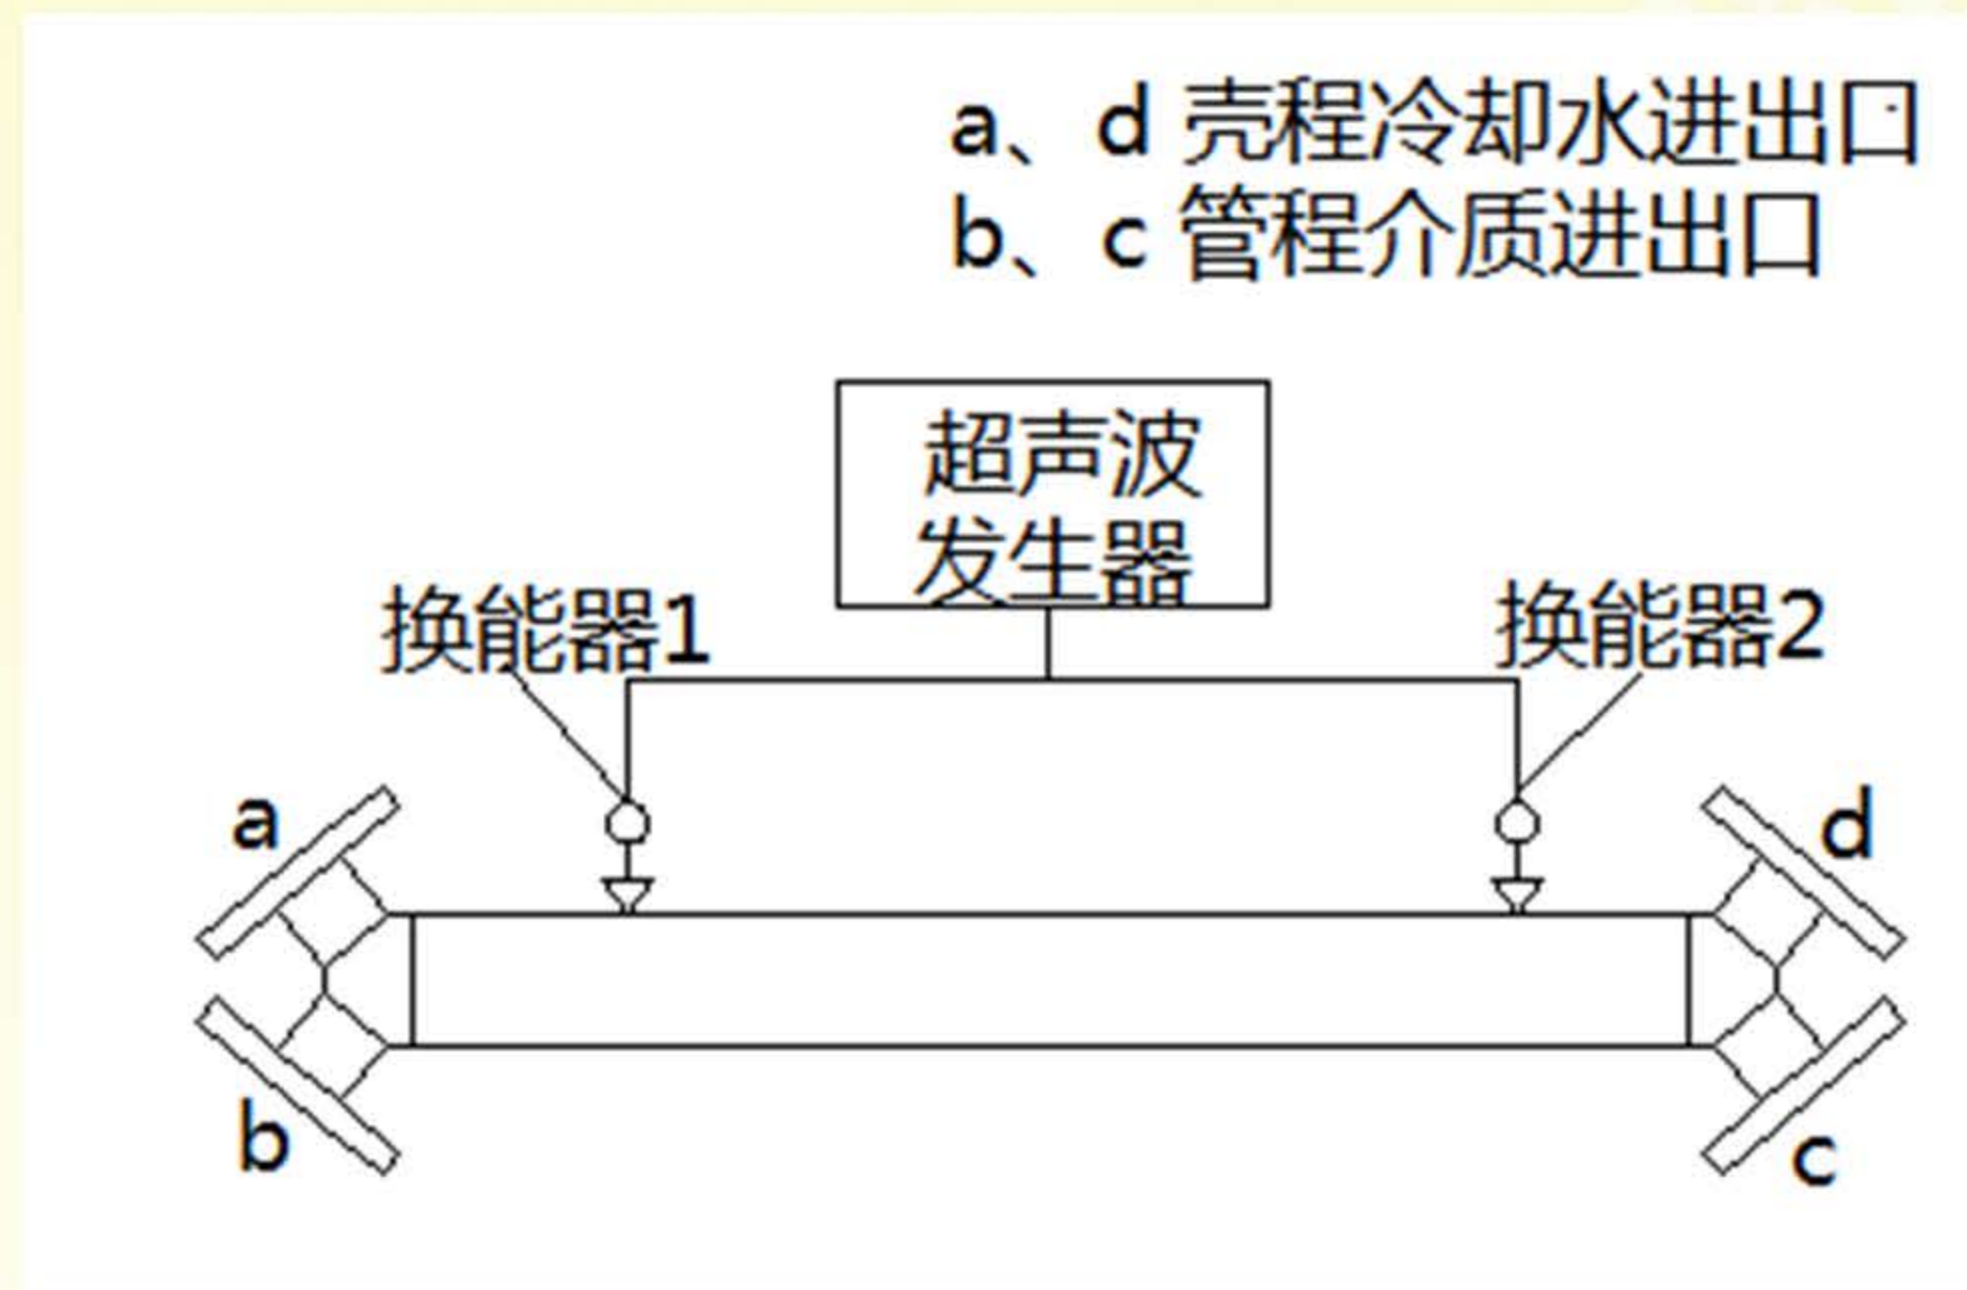 a、d 壳程冷却水进出口
b、c 管程介质进出口
超声波
发生器
换能器1
换能器2
a
d
b
c